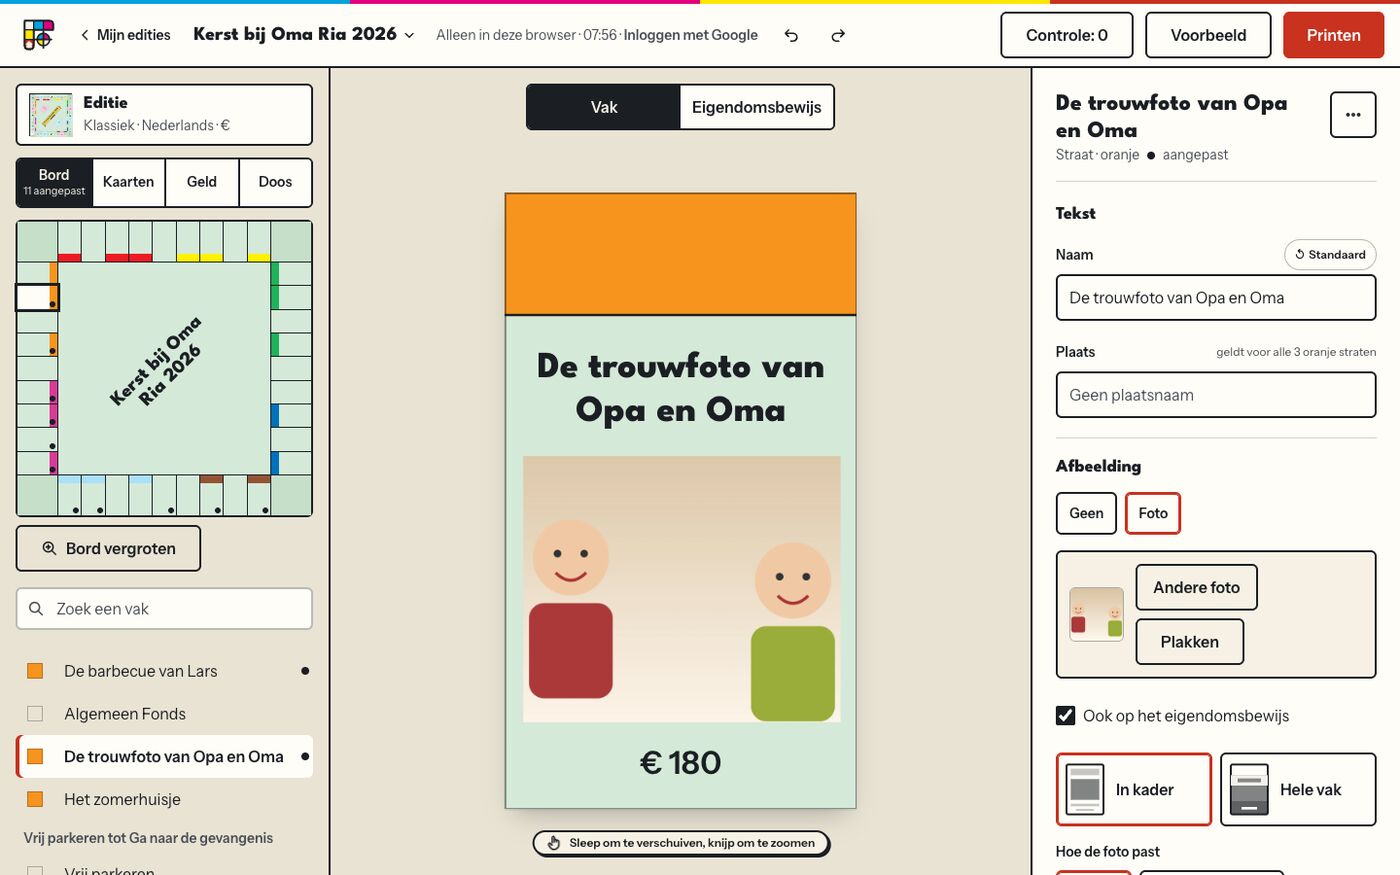 Mijn edities
Kerst bij Oma Ria 2026
Alleen in deze browser · 07:56 · Inloggen met Google
Controle: 0
Voorbeeld
Printen
Editie
Klassiek · Nederlands · €
Bord
11 aangepast
Kaarten
Geld
Doos
Kerst bij Oma
Ria 2026
Bord vergroten
Zoek een vak
De barbecue van Lars
Algemeen Fonds
De trouwfoto van Opa en Oma
Het zomerhuisje
Vrij parkeren tot Ga naar de gevangenis
Vrij parkeren
Vak
Eigendomsbewijs
De trouwfoto van
Opa en Oma
€ 180
Sleep om te verschuiven, knijp om te zoomen
De trouwfoto van Opa
en Oma
Straat · oranje ● aangepast
Tekst
Naam
Standaard
De trouwfoto van Opa en Oma
Plaats
geldt voor alle 3 oranje straten
Geen plaatsnaam
Afbeelding
Geen
Foto
Andere foto
Plakken
Ook op het eigendomsbewijs
In kader
Hele vak
Hoe de foto past